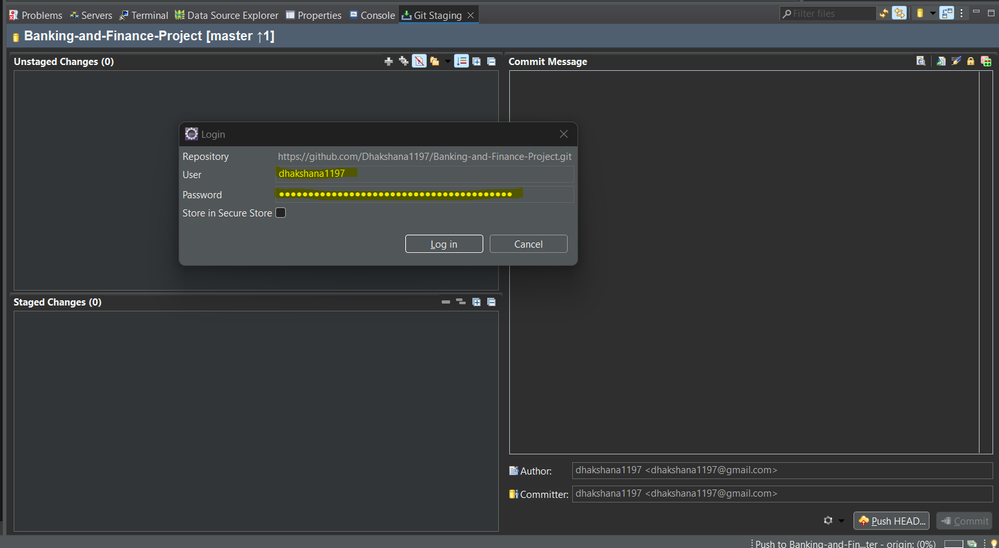 Problems Servers Terminal Data Source Explorer Properties Console Git Staging Filter files
Banking-and-Finance-Project [master ↑1]
Unstaged Changes (0)
Commit Message
Login
Repository https://github.com/Dhakshana1197/Banking-and-Finance-Project.git
User dhakshana1197
Password ●●●●●●●●●●●●●●●●●●●●●●●●●●●●●●●●●●●●●●●●
Store in Secure Store
Log in Cancel
Staged Changes (0)
Author: dhakshana1197 <dhakshana1197@gmail.com>
Committer: dhakshana1197 <dhakshana1197@gmail.com>
Push HEAD... Commit
Push to Banking-and-Fin...ter - origin: (0%)